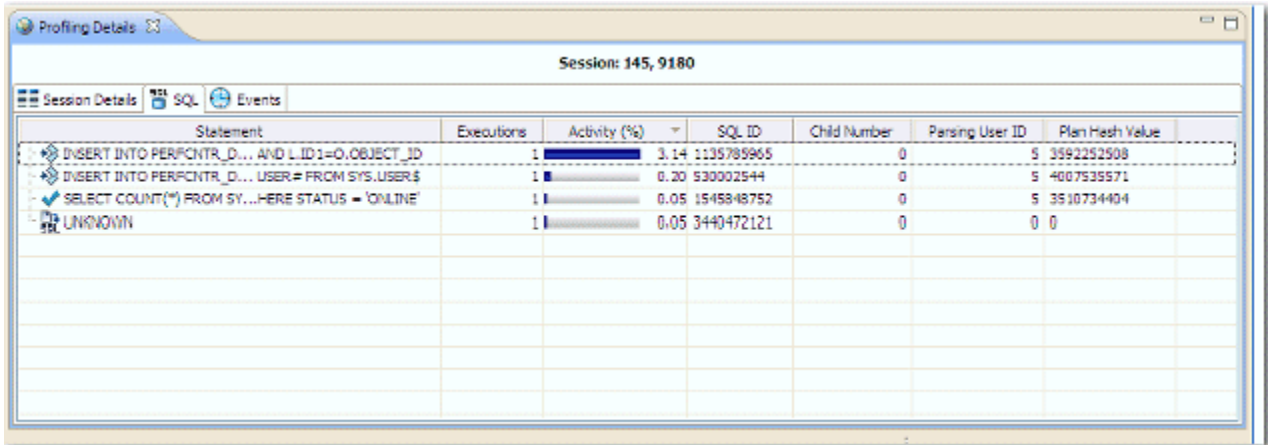 Profiling Details
Session: 145, 9180
Session Details SQL Events
Statement Executions Activity (%) SQL ID Child Number Parsing User ID Plan Hash Value
INSERT INTO PERFCNTR_D... AND L.ID1=O.OBJECT_ID 1 3.14 1135785965 0 5 3592252508
INSERT INTO PERFCNTR_D... USER# FROM SYS.USER$ 1 0.20 530002544 0 5 4007535571
SELECT COUNT(*) FROM SY...HERE STATUS = 'ONLINE' 1 0.05 1545848752 0 5 3510734404
UNKNOWN 1 0.05 3440472121 0 0 0